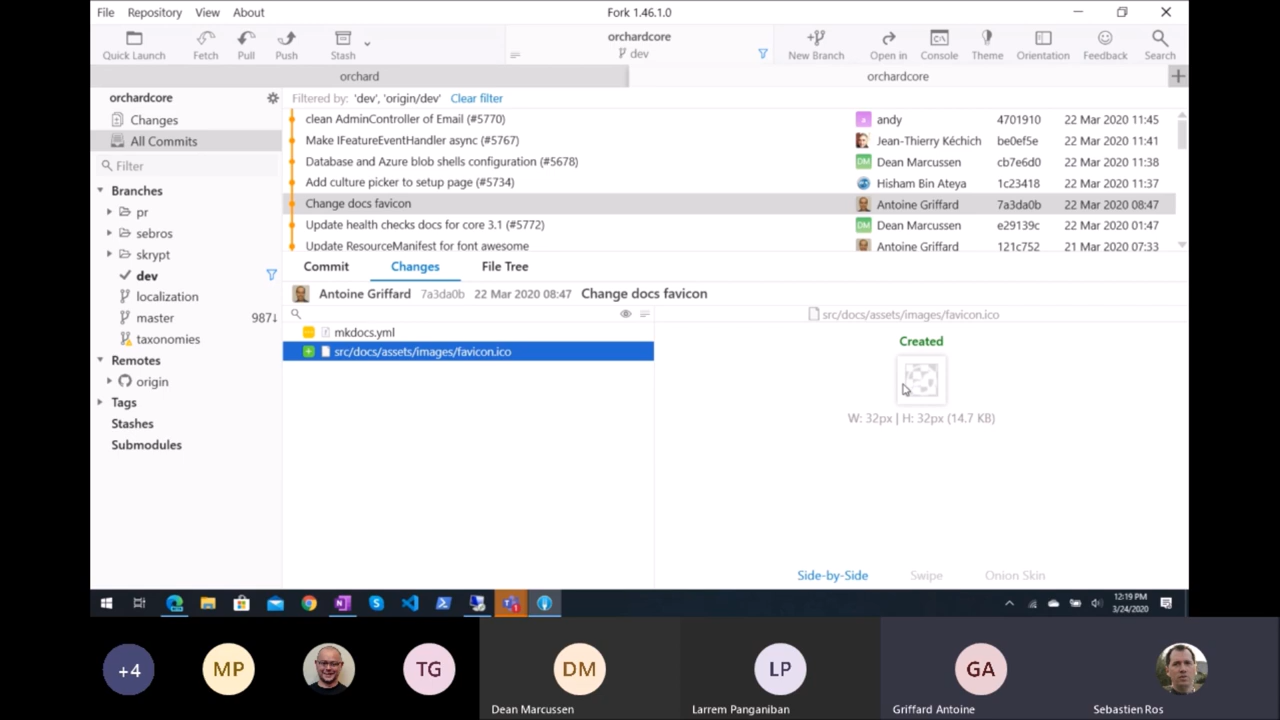 File Repository View About Fork 1.46.1.0
Quick Launch Fetch Pull Push Stash orchardcore dev New Branch Open in Console Theme Orientation Feedback Search
orchard orchardcore
orchardcore
Changes
All Commits
Filter
Branches
pr
sebros
skrypt
dev
localization
master 987↓
taxonomies
Remotes
origin
Tags
Stashes
Submodules
Filtered by: 'dev', 'origin/dev' Clear filter
clean AdminController of Email (#5770) a andy 4701910 22 Mar 2020 11:45
Make IFeatureEventHandler async (#5767) Jean-Thierry Kéchich be0ef5e 22 Mar 2020 11:41
Database and Azure blob shells configuration (#5678) DM Dean Marcussen cb7e6d0 22 Mar 2020 11:38
Add culture picker to setup page (#5734) Hisham Bin Ateya 1c23418 22 Mar 2020 11:37
Change docs favicon Antoine Griffard 7a3da0b 22 Mar 2020 08:47
Update health checks docs for core 3.1 (#5772) DM Dean Marcussen e29139c 22 Mar 2020 01:47
Update ResourceManifest for font awesome Antoine Griffard 121c752 21 Mar 2020 07:33
Commit Changes File Tree
Antoine Griffard 7a3da0b 22 Mar 2020 08:47 Change docs favicon
mkdocs.yml
src/docs/assets/images/favicon.ico
src/docs/assets/images/favicon.ico
Created
W: 32px | H: 32px (14.7 KB)
Side-by-Side Swipe Onion Skin
12:19 PM
3/24/2020
+4 MP TG DM LP GA
Dean Marcussen Larrem Panganiban Griffard Antoine Sebastien Ros